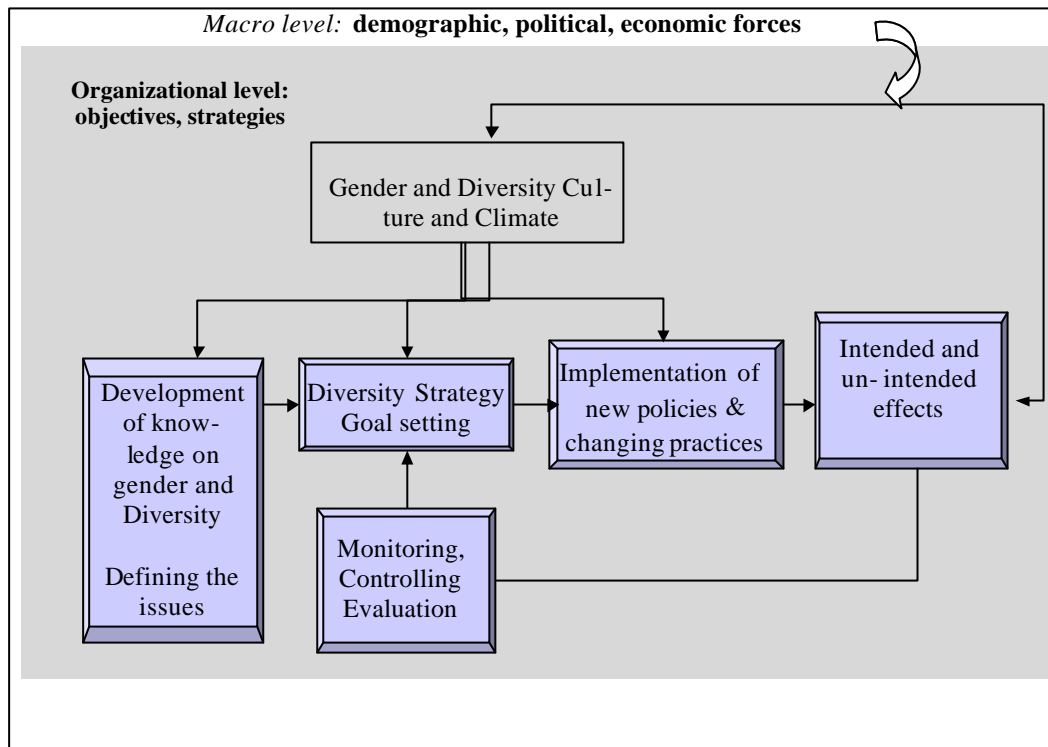 Macro level: demographic, political, economic forces
Organizational level:
objectives, strategies
Gender and Diversity Cul-
ture and Climate
Development
of know-
ledge on
gender and
Diversity
Defining the
issues
Diversity Strategy
Goal setting
Implementation of
new policies &
changing practices
Intended and
un- intended
effects
Monitoring,
Controlling
Evaluation